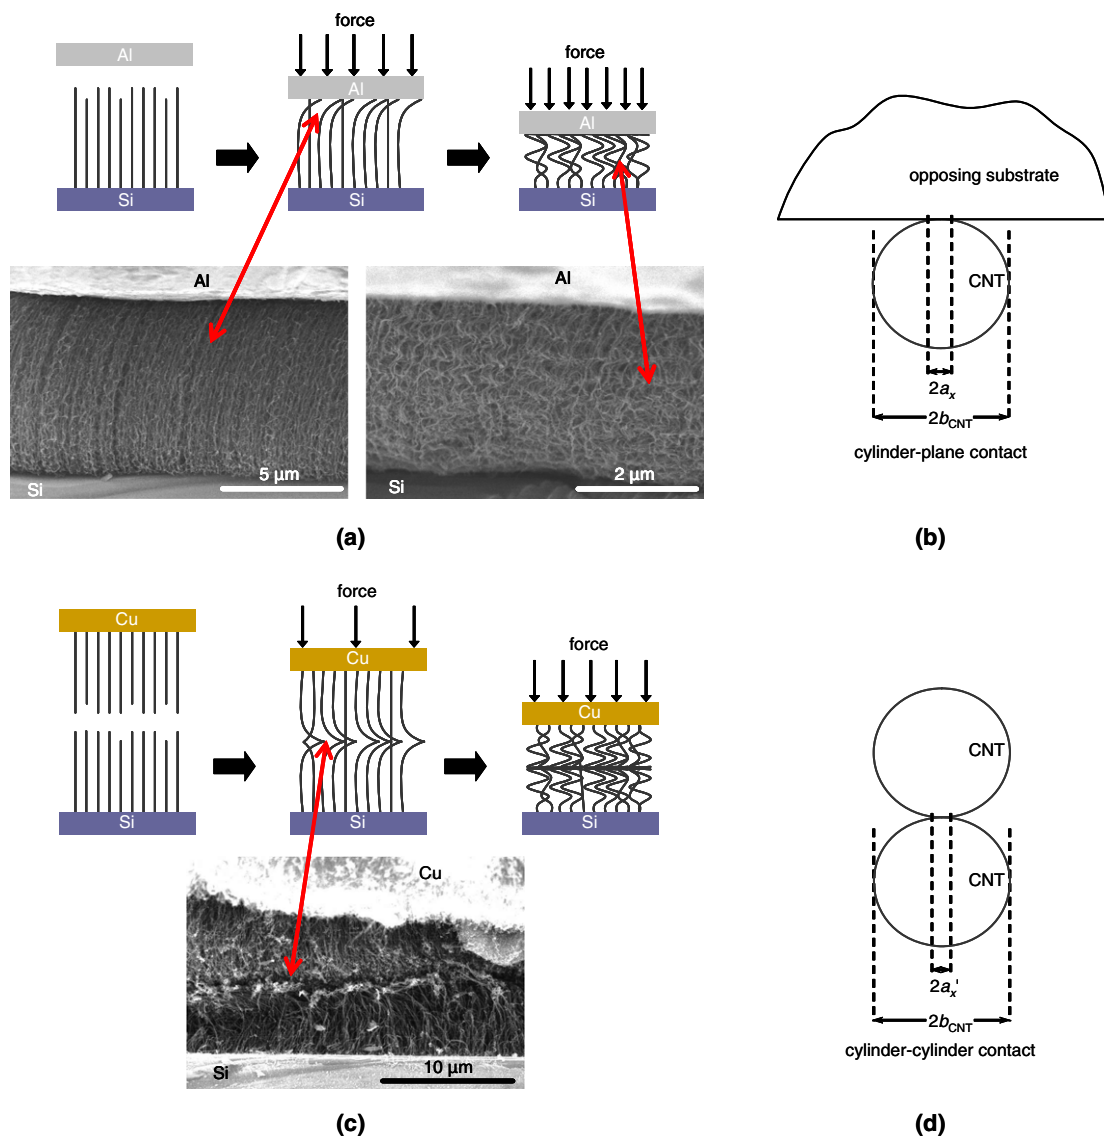 force
force
Al
Al
Al
Si
Si
Si
opposing substrate
CNT
2aₓ
2b_CNT
cylinder-plane contact
Al
Al
5 µm
2 µm
Si
Si
(a)
(b)
force
force
Cu
Cu
Cu
Si
Si
Si
Cu
10 µm
Si
CNT
CNT
2aₓ'
2b_CNT
cylinder-cylinder contact
(c)
(d)